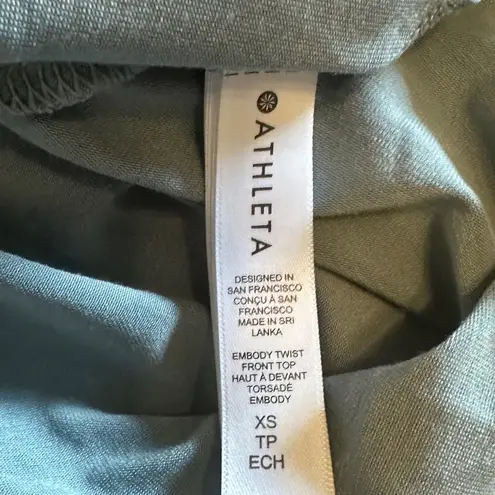 ATHLETA
DESIGNED IN
SAN FRANCISCO
CONÇU À SAN
FRANCISCO
MADE IN SRI
LANKA
EMBODY TWIST
FRONT TOP
HAUT À DEVANT
TORSADÉ
EMBODY
XS
TP
ECH